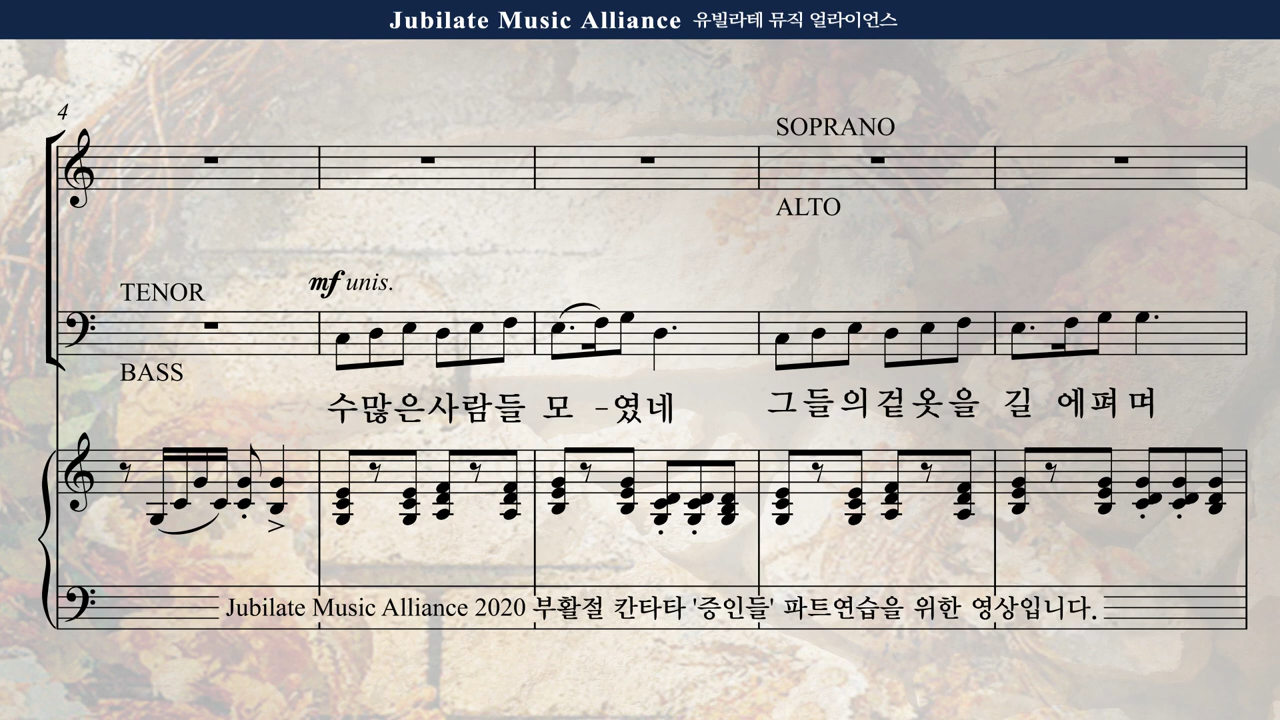 Jubilate Music Alliance 유빌라테 뮤직 얼라이언스
4
SOPRANO
ALTO
TENOR
mf unis.
BASS
수많은사람들 모 -였네 그들의겉옷을 길 에펴며
Jubilate Music Alliance 2020 부활절 칸타타 '증인들' 파트연습을 위한 영상입니다.